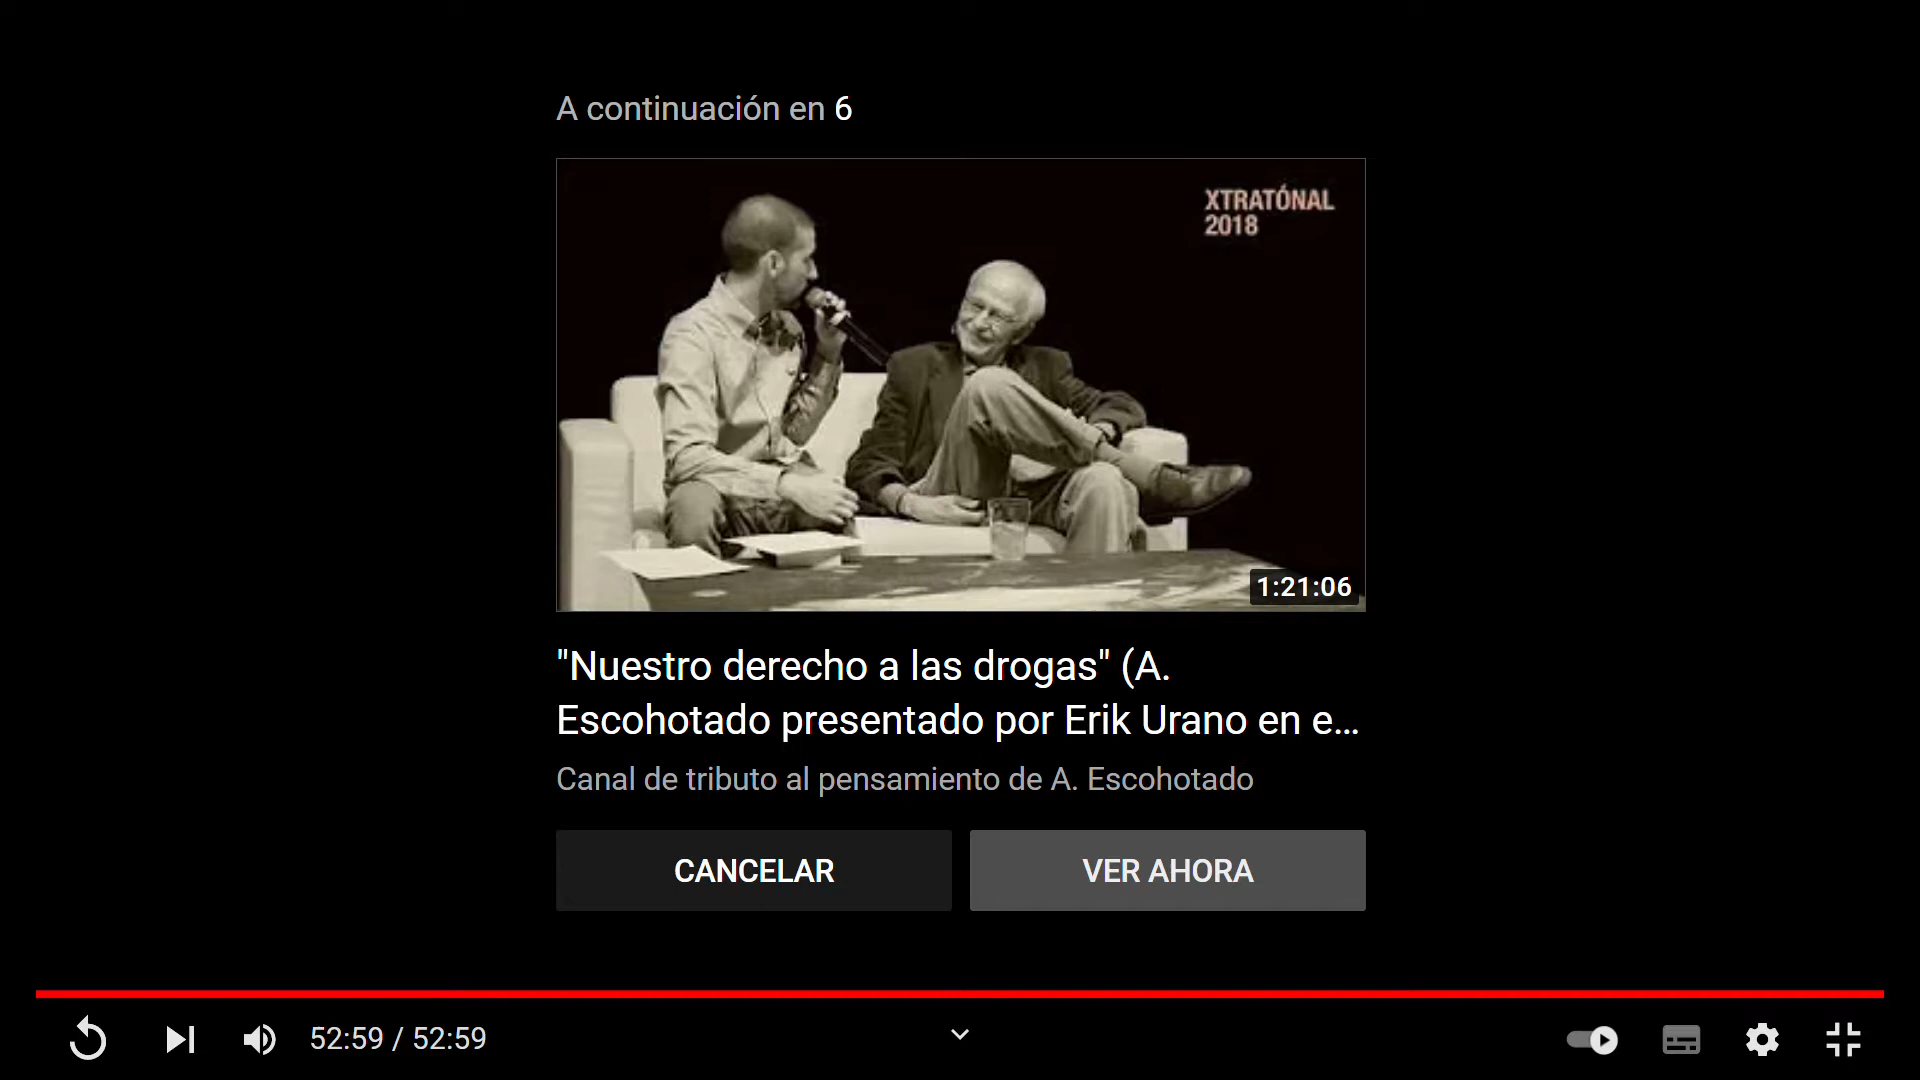 A continuación en 6
XTRATÓNAL
2018
1:21:06
"Nuestro derecho a las drogas" (A.
Escohotado presentado por Erik Urano en e...
Canal de tributo al pensamiento de A. Escohotado
CANCELAR
VER AHORA
52:59 / 52:59